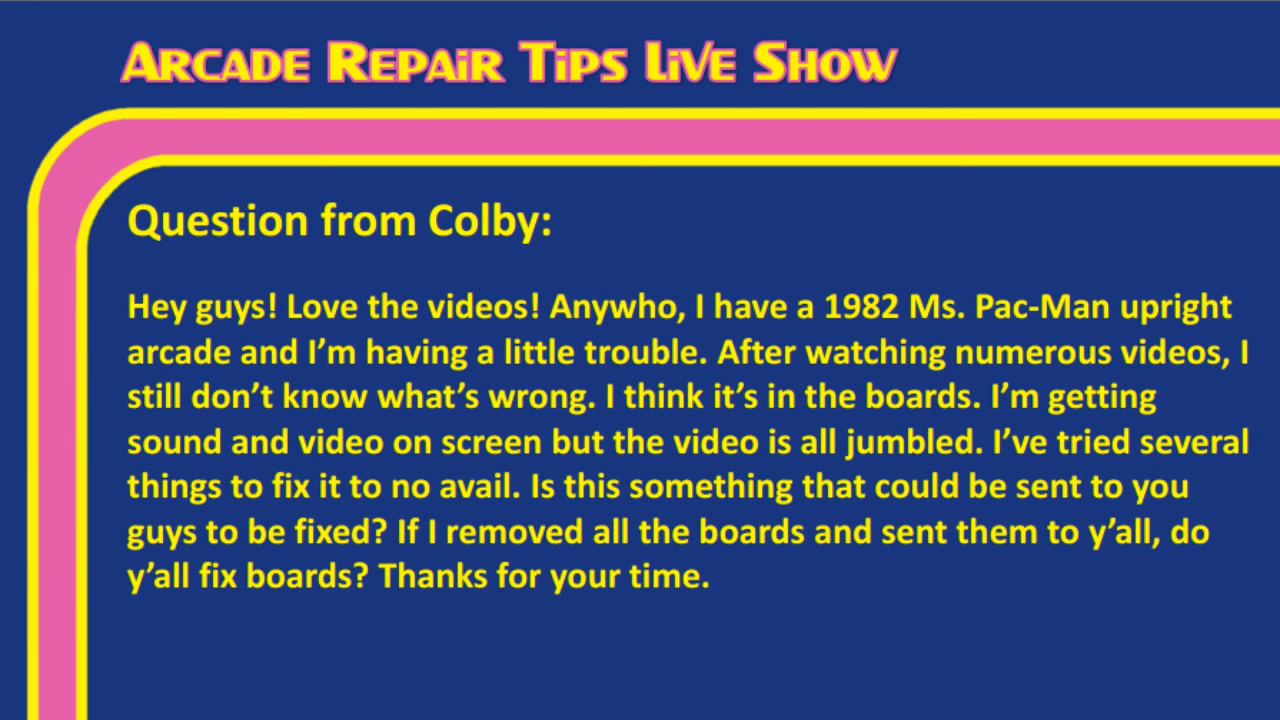 Arcade Repair Tips Live Show
Question from Colby:
Hey guys! Love the videos! Anywho, I have a 1982 Ms. Pac-Man upright
arcade and I’m having a little trouble. After watching numerous videos, I
still don’t know what’s wrong. I think it’s in the boards. I’m getting
sound and video on screen but the video is all jumbled. I’ve tried several
things to fix it to no avail. Is this something that could be sent to you
guys to be fixed? If I removed all the boards and sent them to y’all, do
y’all fix boards? Thanks for your time.